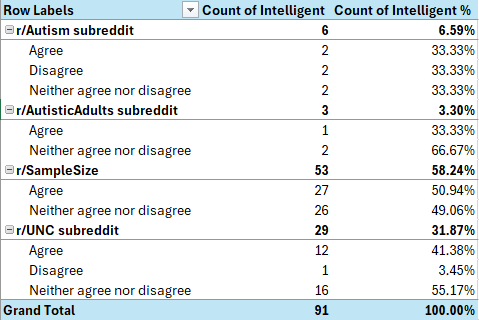 Row Labels Count of Intelligent Count of Intelligent %
r/Autism subreddit 6 6.59%
Agree 2 33.33%
Disagree 2 33.33%
Neither agree nor disagree 2 33.33%
r/AutisticAdults subreddit 3 3.30%
Agree 1 33.33%
Neither agree nor disagree 2 66.67%
r/SampleSize 53 58.24%
Agree 27 50.94%
Neither agree nor disagree 26 49.06%
r/UNC subreddit 29 31.87%
Agree 12 41.38%
Disagree 1 3.45%
Neither agree nor disagree 16 55.17%
Grand Total 91 100.00%